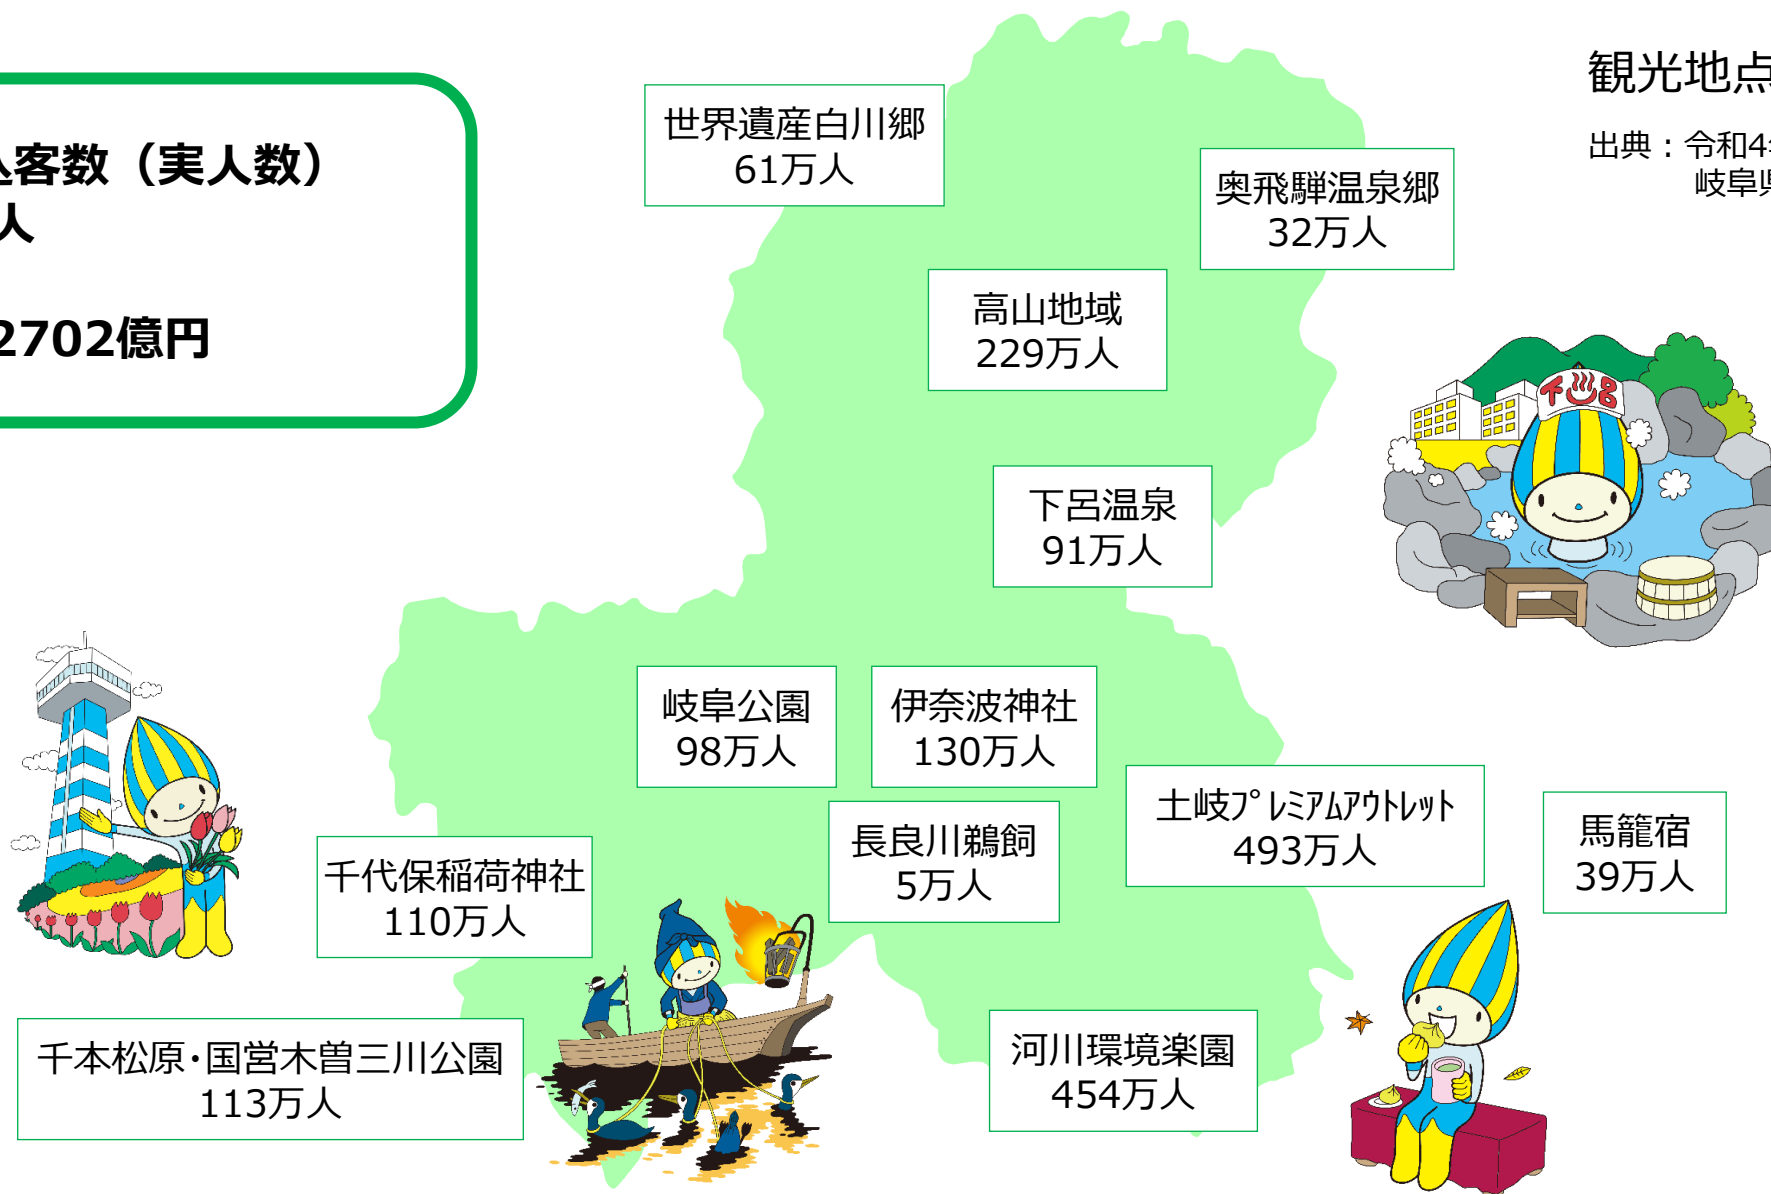 込客数（実人数）
人
2702億円
観光地点
出典：令和4年
岐阜県
世界遺産白川郷
61万人
奥飛騨温泉郷
32万人
高山地域
229万人
下呂
下呂温泉
91万人
岐阜公園
98万人
伊奈波神社
130万人
土岐ﾌﾟﾚﾐｱﾑｱｳﾄﾚｯﾄ
493万人
馬籠宿
39万人
長良川鵜飼
5万人
千代保稲荷神社
110万人
千本松原・国営木曽三川公園
113万人
河川環境楽園
454万人